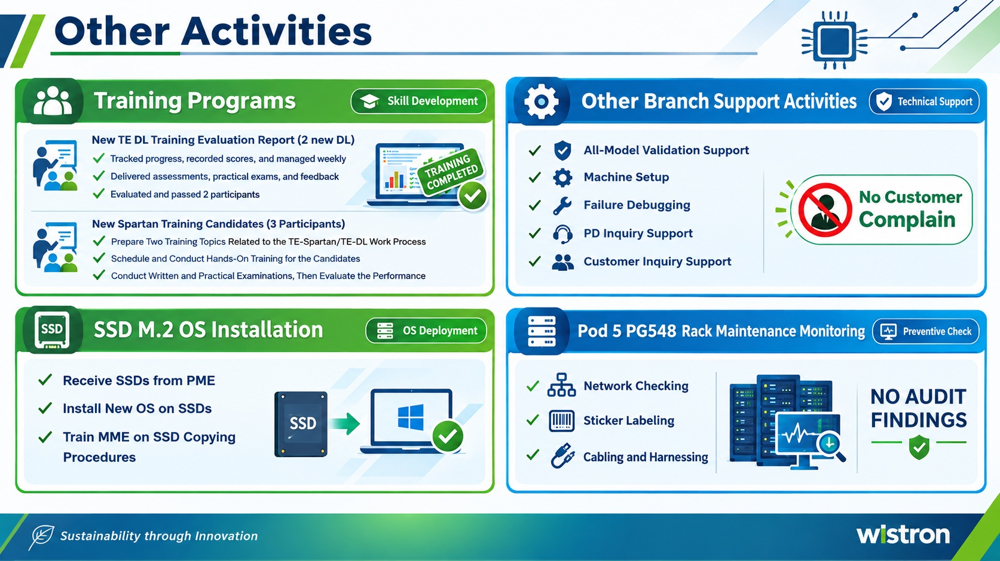 Other Activities
Training Programs
Skill Development
New TE DL Training Evaluation Report (2 new DL)
Tracked progress, recorded scores, and managed weekly
Delivered assessments, practical exams, and feedback
Evaluated and passed 2 participants
TRAINING
COMPLETED
New Spartan Training Candidates (3 Participants)
Prepare Two Training Topics Related to the TE-Spartan/TE-DL Work Process
Schedule and Conduct Hands-On Training for the Candidates
Conduct Written and Practical Examinations, Then Evaluate the Performance
Other Branch Support Activities
Technical Support
All-Model Validation Support
Machine Setup
Failure Debugging
PD Inquiry Support
Customer Inquiry Support
No Customer
Complain
SSD
SSD M.2 OS Installation
OS Deployment
Receive SSDs from PME
Install New OS on SSDs
Train MME on SSD Copying
Procedures
SSD
Pod 5 PG548 Rack Maintenance Monitoring
Preventive Check
Network Checking
Sticker Labeling
Cabling and Harnessing
NO AUDIT
FINDINGS
Sustainability through Innovation
wistron